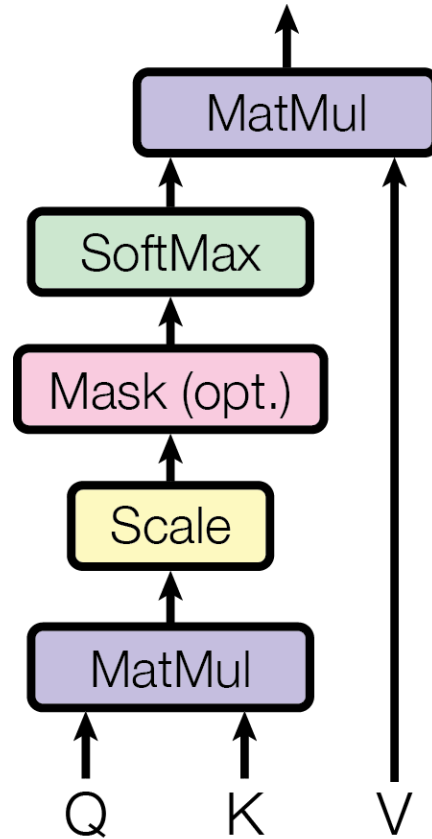 MatMul
SoftMax
Mask (opt.)
Scale
MatMul
Q K V